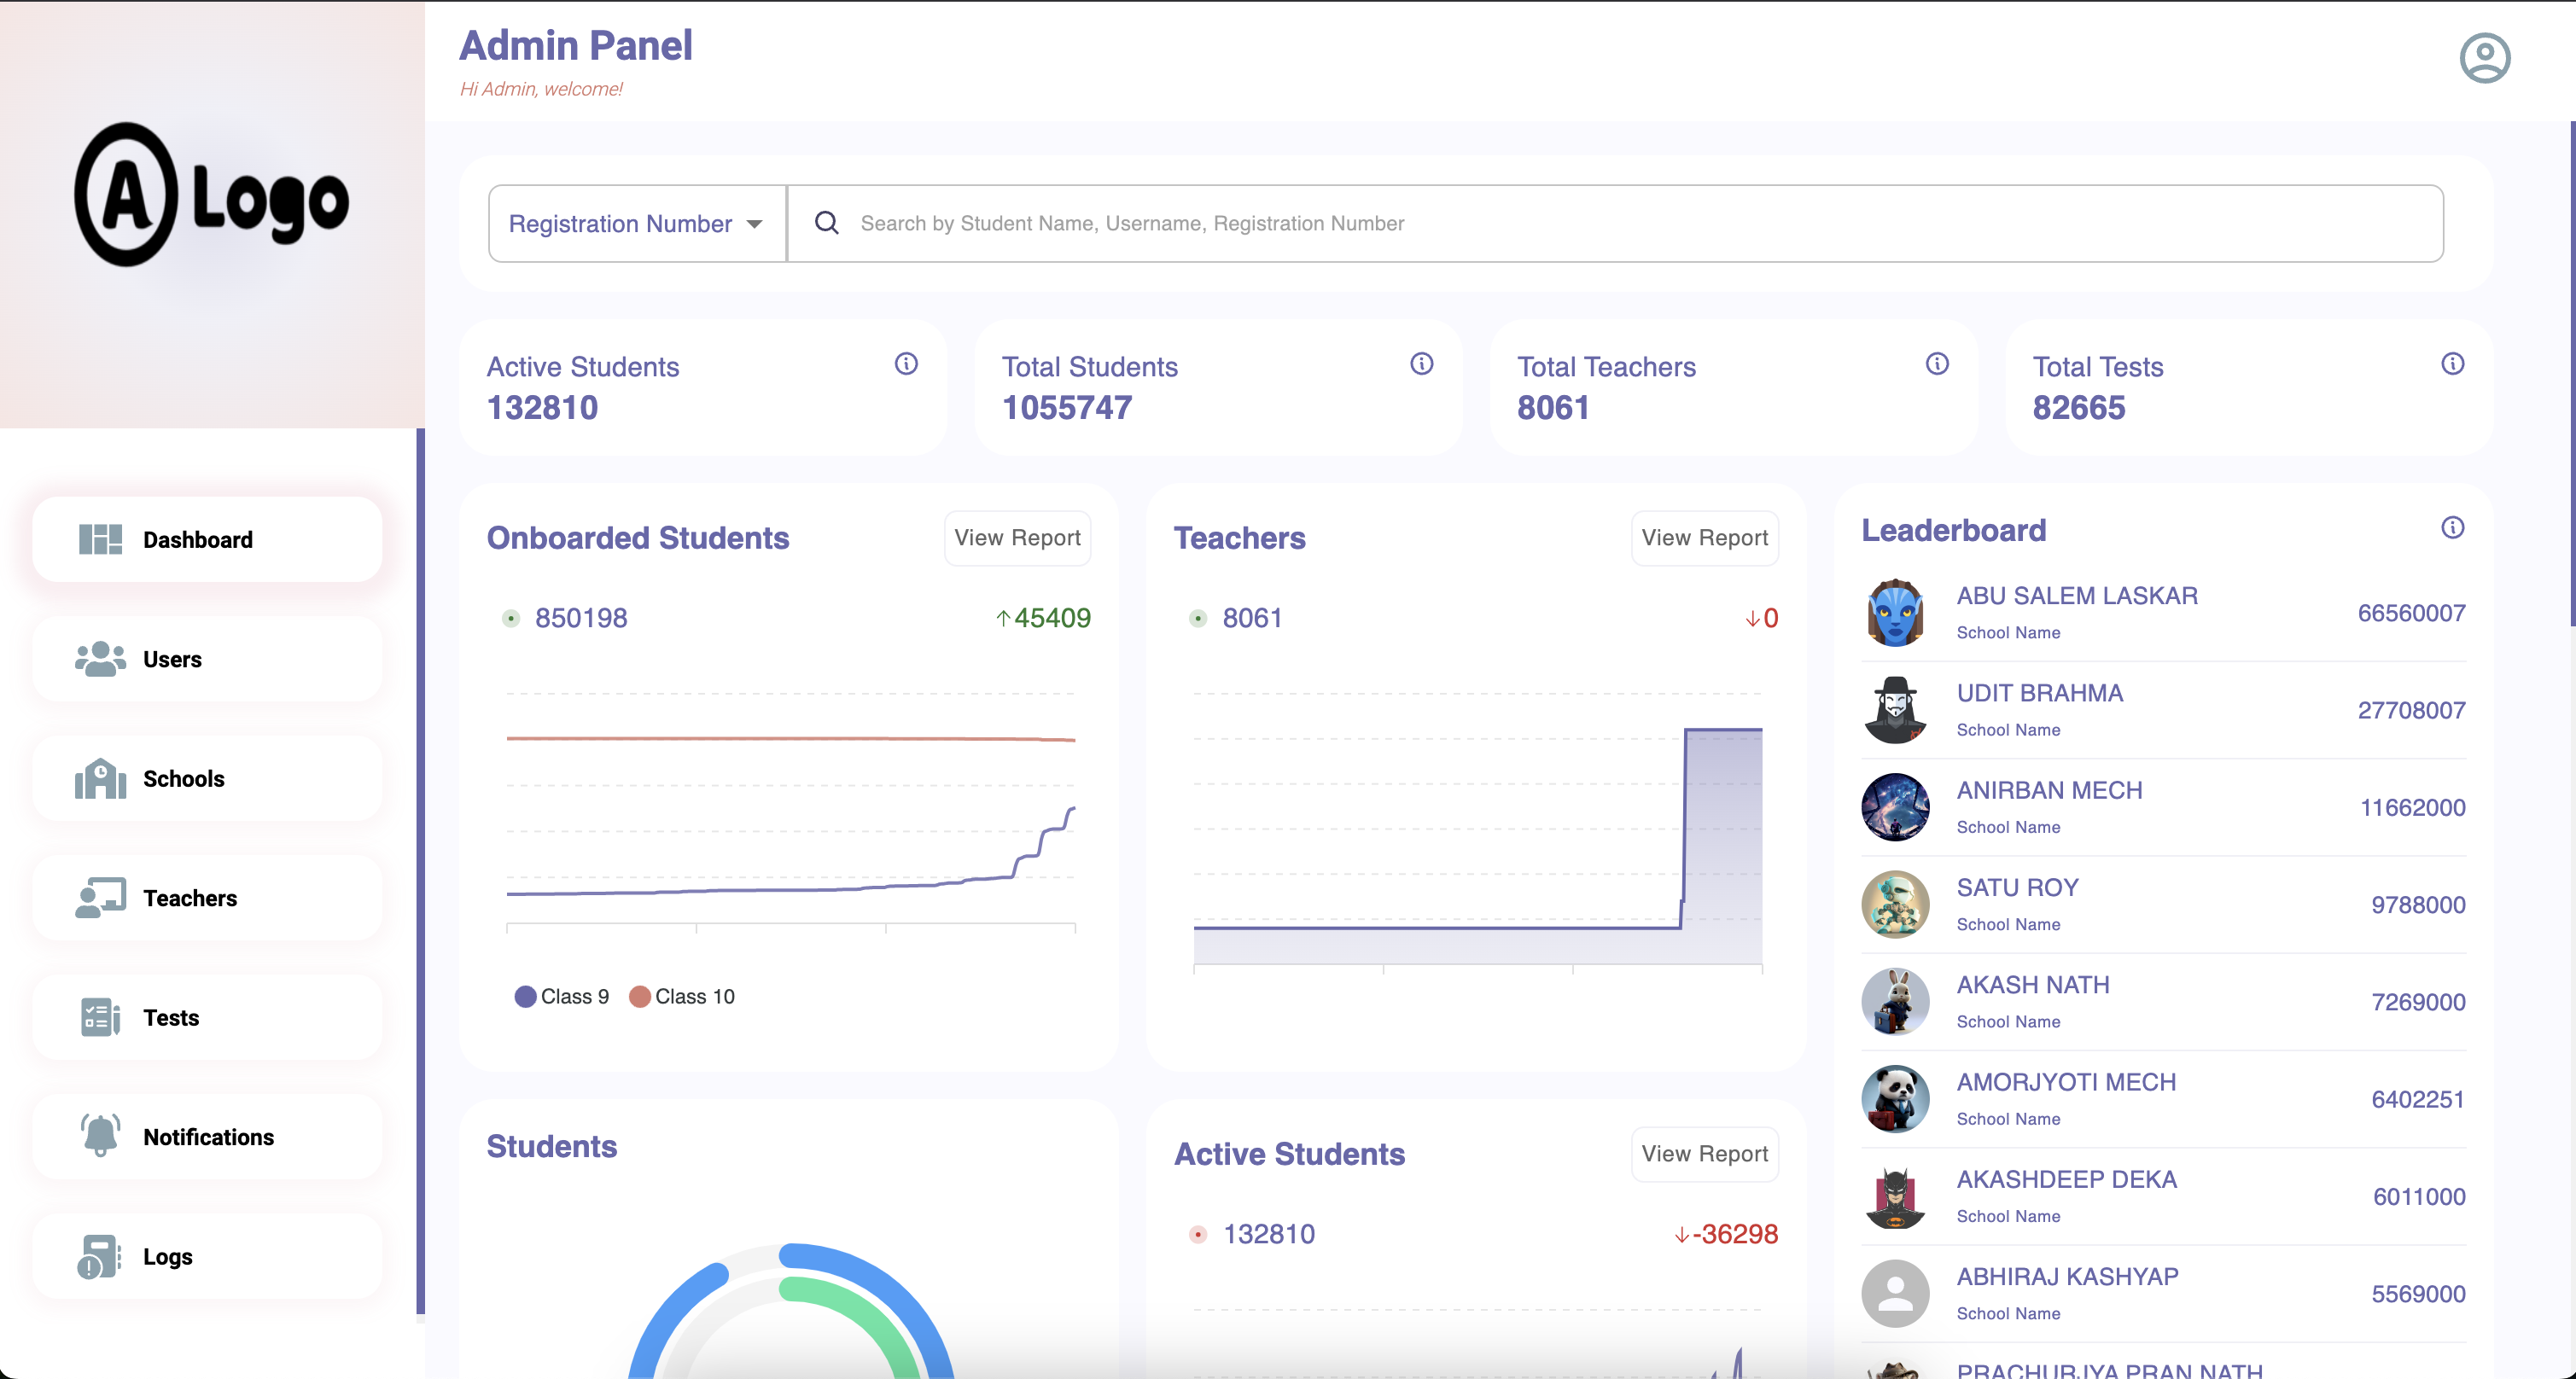 A Logo
Admin Panel
Hi Admin, welcome!
Registration Number
Search by Student Name, Username, Registration Number
Active Students
132810
Total Students
1055747
Total Teachers
8061
Total Tests
82665
Dashboard
Users
Schools
Teachers
Tests
Notifications
Logs
Onboarded Students
View Report
850198
↑45409
Class 9
Class 10
Teachers
View Report
8061
↓0
Students
Active Students
View Report
132810
↓-36298
Leaderboard
ABU SALEM LASKAR
School Name
66560007
UDIT BRAHMA
School Name
27708007
ANIRBAN MECH
School Name
11662000
SATU ROY
School Name
9788000
AKASH NATH
School Name
7269000
AMORJYOTI MECH
School Name
6402251
AKASHDEEP DEKA
School Name
6011000
ABHIRAJ KASHYAP
School Name
5569000
PRACHURJYA PRAN NATH